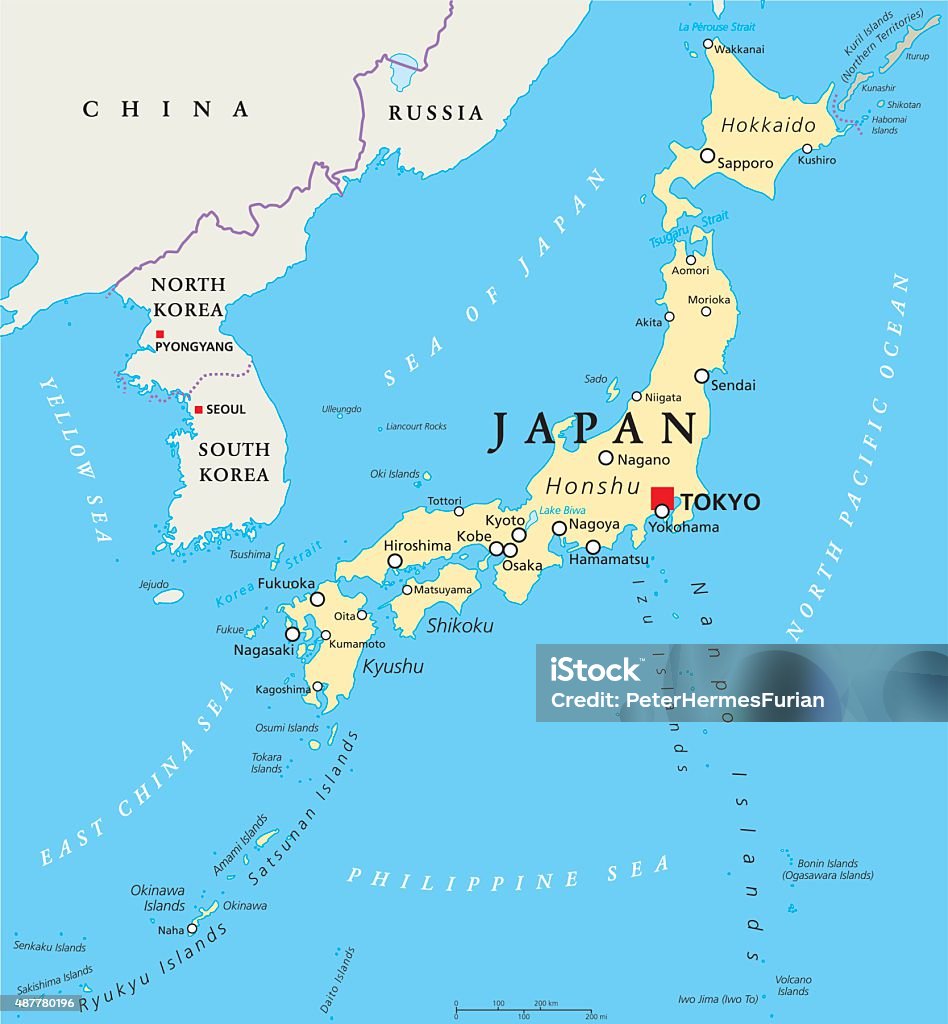 La Pérouse Strait
Wakkanai
Kuril Islands
(Northern Territories)
Iturup
Kunashir
Shikotan
Habomai
Islands
CHINA
RUSSIA
Hokkaido
Sapporo
Kushiro
SEA OF JAPAN
Tsugaru Strait
Aomori
NORTH
KOREA
Morioka
Akita
PYONGYANG
NORTH PACIFIC OCEAN
YELLOW SEA
Sado
Sendai
Niigata
SEOUL
Ulleungdo
Liancourt Rocks
JAPAN
SOUTH
KOREA
Nagano
Oki Islands
Honshu
TOKYO
Tottori
Lake Biwa
Kyoto
Nagoya
Yokohama
Kobe
Hiroshima
Osaka
Hamamatsu
Tsushima
Korea Strait
Jejudo
Fukuoka
Matsuyama
Izu Islands
Nanpo Islands
Oita
Fukue
Shikoku
Nagasaki
Kumamoto
Kyushu
Kagoshima
iStock™
Credit: PeterHermesFurian
Osumi Islands
EAST CHINA SEA
Tokara
Islands
Satsunan Islands
Amami Islands
PHILIPPINE SEA
Bonin Islands
(Ogasawara Islands)
Okinawa
Islands
Okinawa
Naha
Senkaku Islands
Ryukyu Islands
Sakishima Islands
Daito Islands
Volcano
Islands
Iwo Jima (Iwo To)
487780196
0 100 200 km
0 100 200 mi